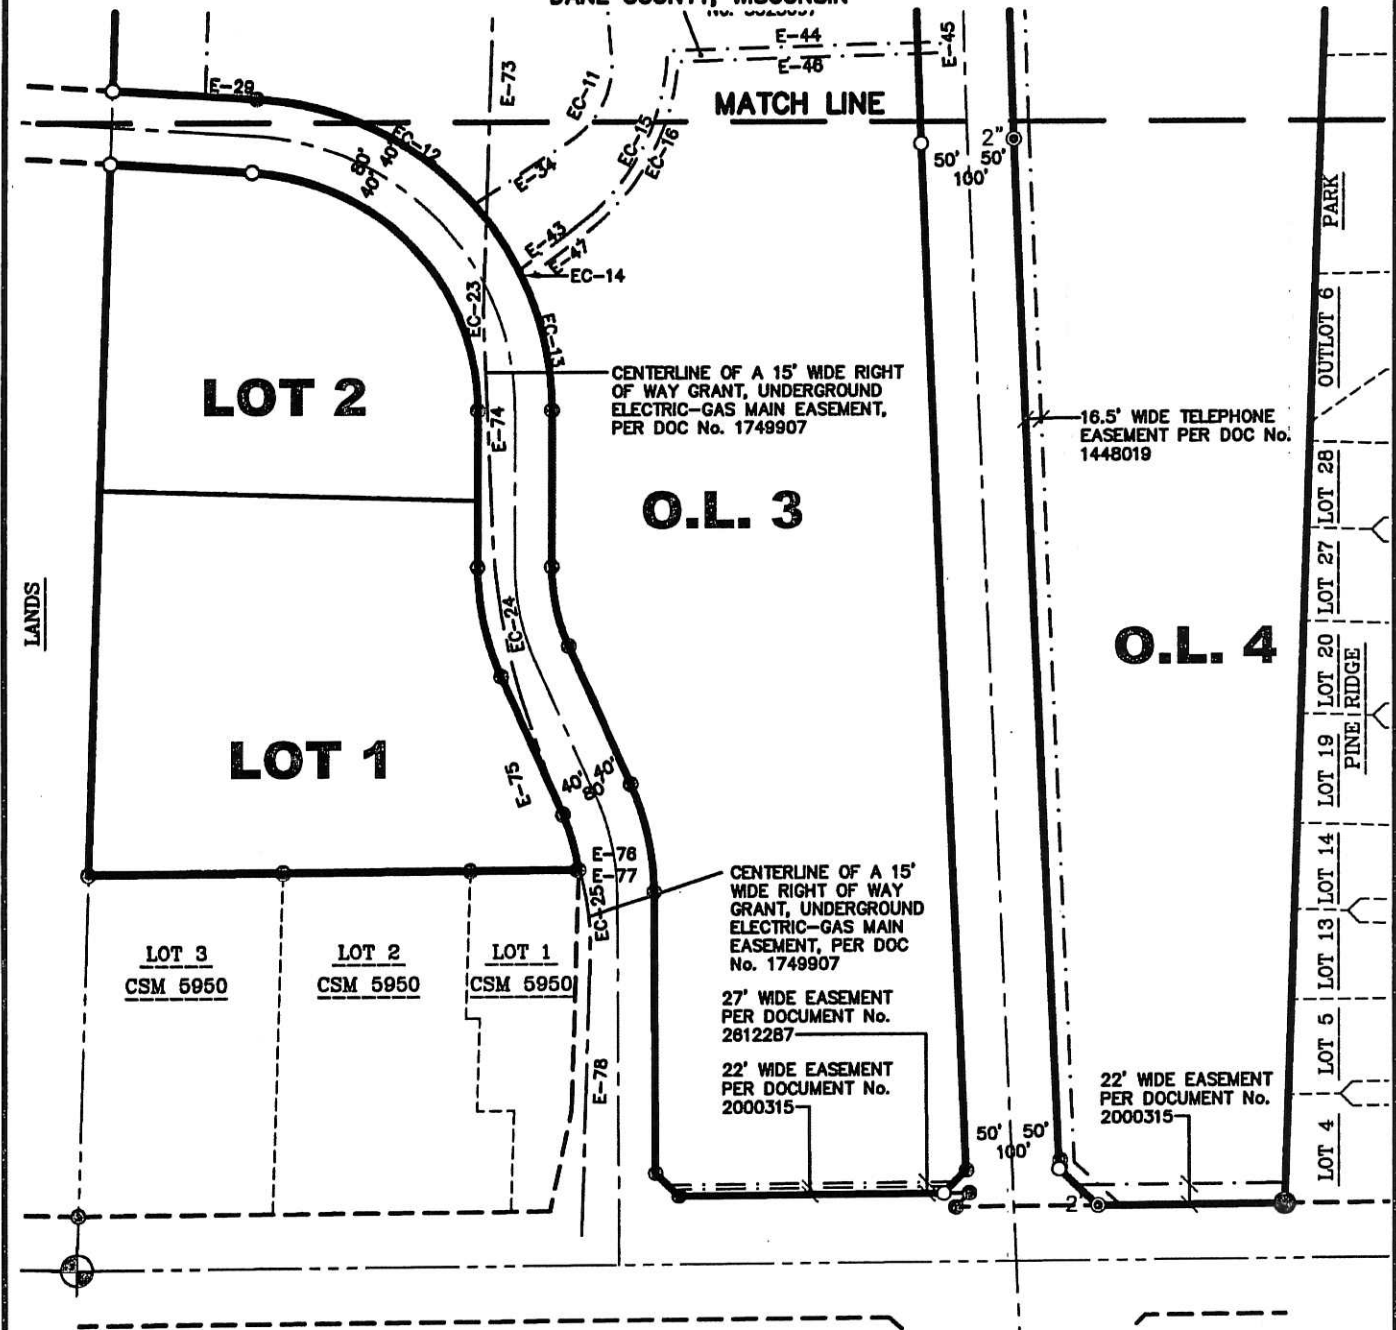 DANE COUNTY, WISCONSIN
E-44
E-45
E-46
E-73
E-29
EC-11
MATCH LINE
EC-15
EC-16
EC-12
80'
40'
40'
E-34
2"
50' 50'
100'
PARK
E-43
E-47
EC-14
EC-23
EC-13
OUTLOT 6
LOT 2
CENTERLINE OF A 15' WIDE RIGHT
OF WAY GRANT, UNDERGROUND
ELECTRIC-GAS MAIN EASEMENT,
PER DOC No. 1749907
E-74
16.5' WIDE TELEPHONE
EASEMENT PER DOC No.
1448019
O.L. 3
LOT 28
LOT 27
LANDS
EC-24
O.L. 4
LOT 20
PINE RIDGE
LOT 19
LOT 1
E-75
40'
40'
80'
E-76
E-77
EC-25
CENTERLINE OF A 15'
WIDE RIGHT OF WAY
GRANT, UNDERGROUND
ELECTRIC-GAS MAIN
EASEMENT, PER DOC
No. 1749907
LOT 14
LOT 13
LOT 3
CSM 5950
LOT 2
CSM 5950
LOT 1
CSM 5950
27' WIDE EASEMENT
PER DOCUMENT No.
2612287
LOT 5
E-78
22' WIDE EASEMENT
PER DOCUMENT No.
2000315
22' WIDE EASEMENT
PER DOCUMENT No.
2000315
50' 50'
100'
LOT 4
2"